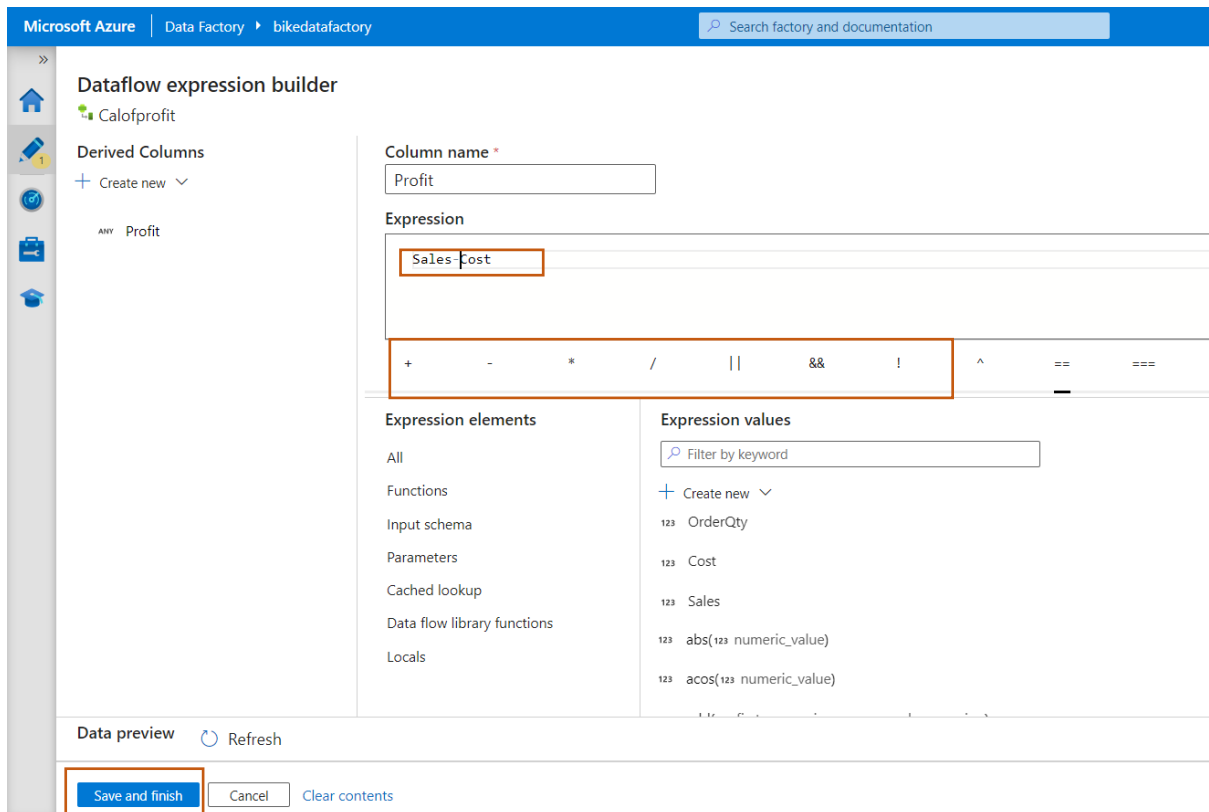 Microsoft Azure | Data Factory ▸ bikedatafactory
Search factory and documentation
»
Dataflow expression builder
Calofprofit
Derived Columns
+ Create new
ANY Profit
1
Column name *
Profit
Expression
Sales-Cost
+ - * / || && ! ^ == ===
Expression elements
All
Functions
Input schema
Parameters
Cached lookup
Data flow library functions
Locals
Expression values
Filter by keyword
+ Create new
123 OrderQty
123 Cost
123 Sales
123 abs(123 numeric_value)
123 acos(123 numeric_value)
Data preview
Refresh
Save and finish
Cancel
Clear contents